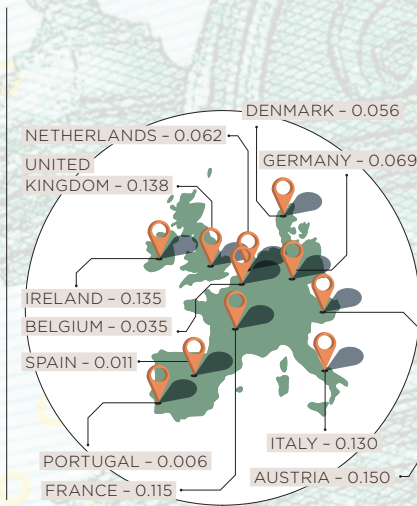 DENMARK – 0.056
NETHERLANDS – 0.062
UNITED
KINGDOM – 0.138
GERMANY – 0.069
IRELAND – 0.135
BELGIUM – 0.035
SPAIN – 0.011
ITALY – 0.130
PORTUGAL – 0.006
AUSTRIA – 0.150
FRANCE – 0.115